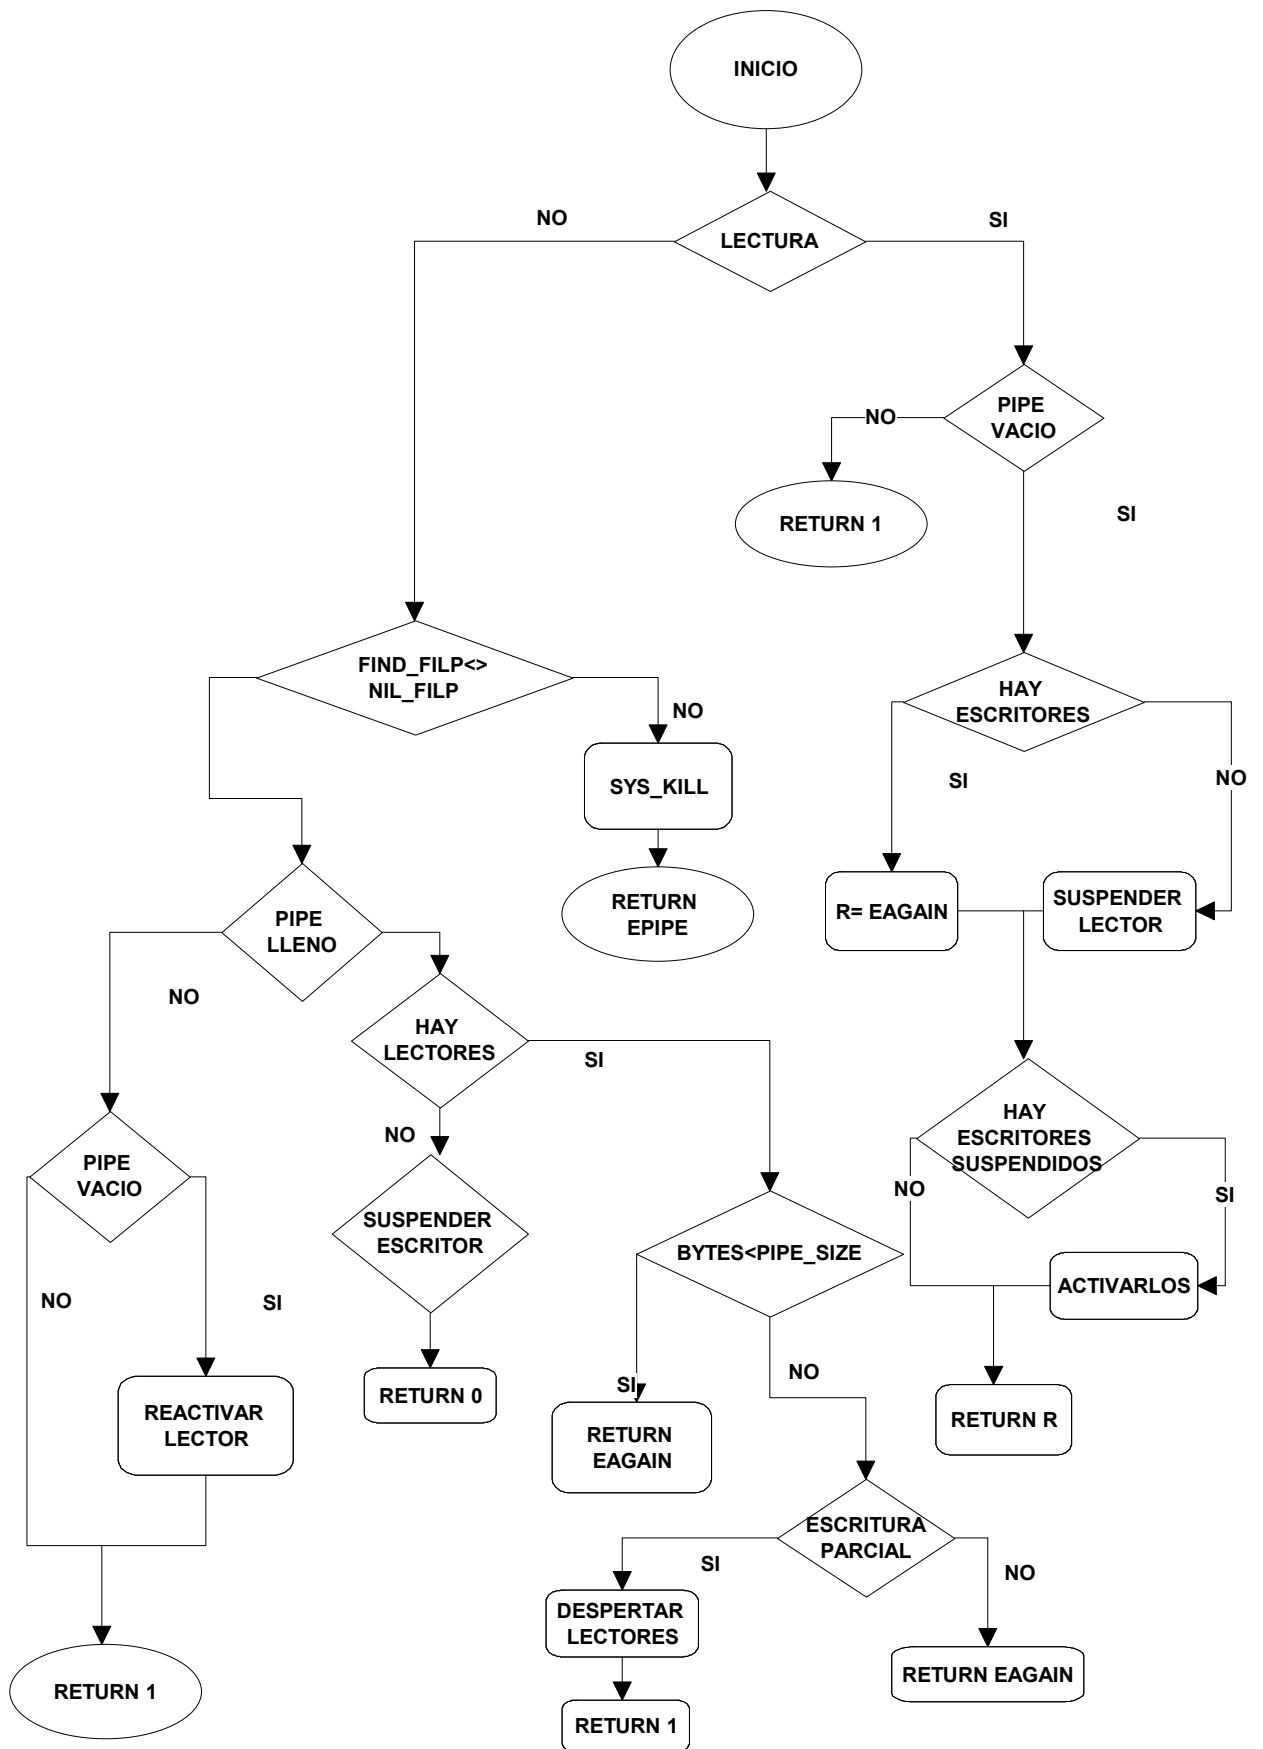 INICIO
NO
SI
LECTURA
PIPE
VACIO
NO
RETURN 1
SI
FIND_FILP<>
NIL_FILP
NO
HAY
ESCRITORES
SYS_KILL
SI
NO
RETURN
EPIPE
R= EAGAIN
SUSPENDER
LECTOR
PIPE
LLENO
NO
HAY
LECTORES
SI
HAY
ESCRITORES
SUSPENDIDOS
NO
PIPE
VACIO
NO
SI
SUSPENDER
ESCRITOR
BYTES<PIPE_SIZE
ACTIVARLOS
NO
SI
NO
SI
RETURN 0
REACTIVAR
LECTOR
RETURN
EAGAIN
RETURN R
ESCRITURA
PARCIAL
SI
NO
DESPERTAR
LECTORES
RETURN EAGAIN
RETURN 1
RETURN 1